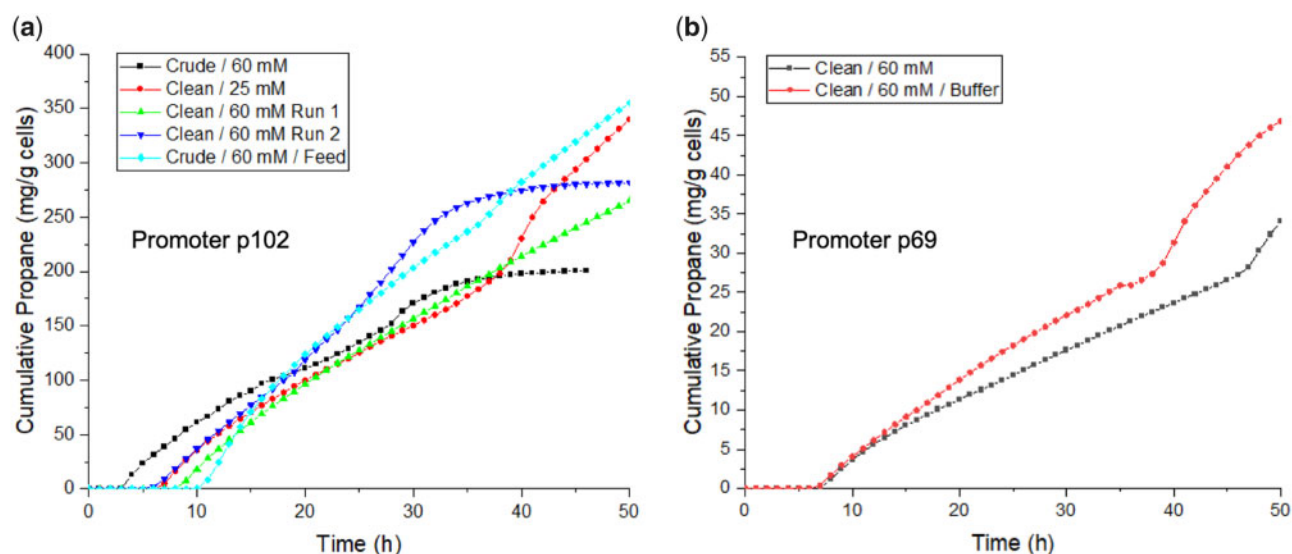 (a)
400
350
300
250
200
150
100
50
0
Cumulative Propane (mg/g cells)
Crude / 60 mM
Clean / 25 mM
Clean / 60 mM Run 1
Clean / 60 mM Run 2
Crude / 60 mM / Feed
Promoter p102
0 10 20 30 40 50
Time (h)
(b)
55
50
45
40
35
30
25
20
15
10
5
0
Cumulative Propane (mg/g cells)
Clean / 60 mM
Clean / 60 mM / Buffer
Promoter p69
0 10 20 30 40 50
Time (h)